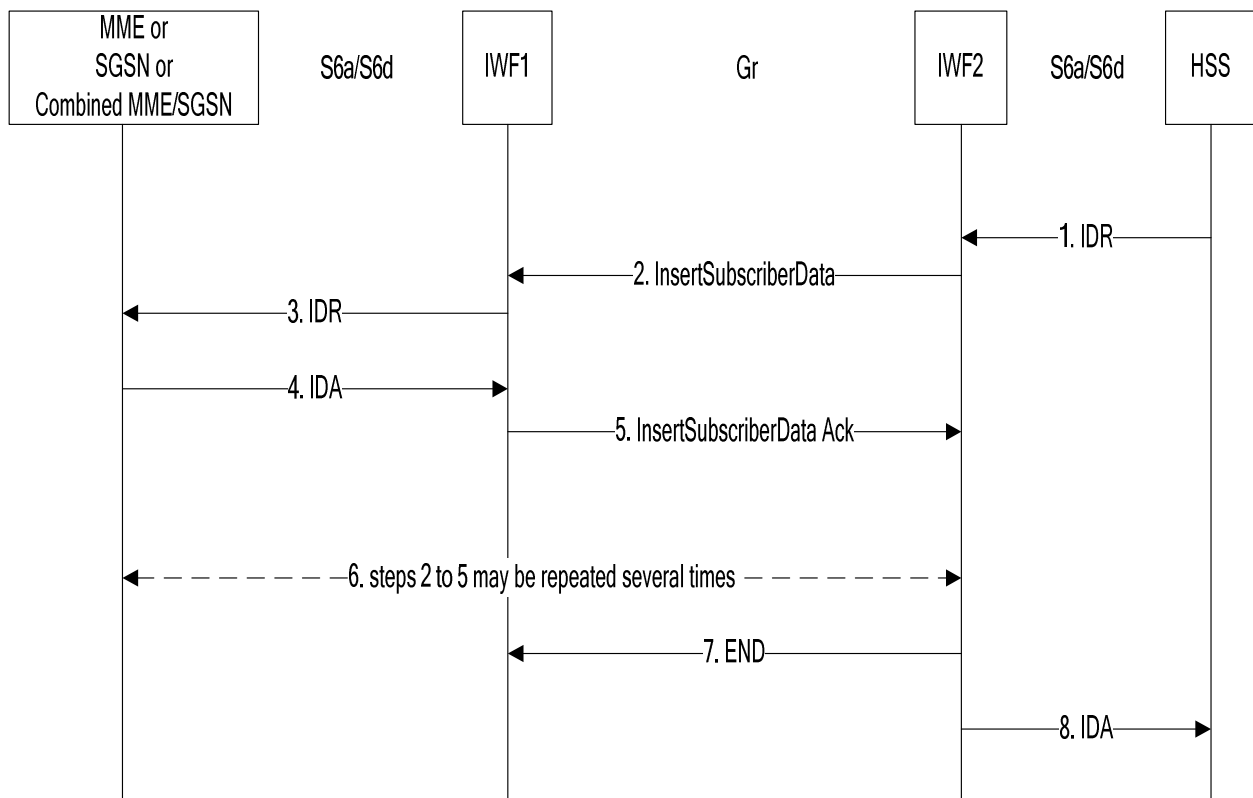 MME or
SGSN or
Combined MME/SGSN
S6a/S6d
IWF1
Gr
IWF2
S6a/S6d
HSS
1. IDR
2. InsertSubscriberData
3. IDR
4. IDA
5. InsertSubscriberData Ack
6. steps 2 to 5 may be repeated several times
7. END
8. IDA